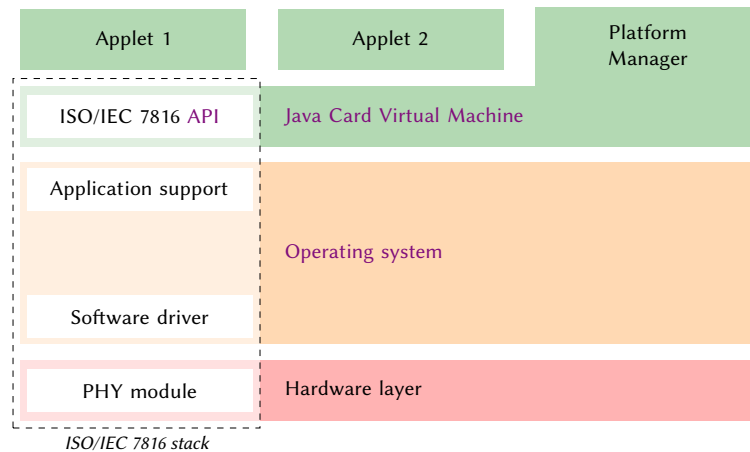 Applet 1
Applet 2
Platform
Manager
ISO/IEC 7816 API
Java Card Virtual Machine
Application support
Operating system
Software driver
PHY module
Hardware layer
ISO/IEC 7816 stack